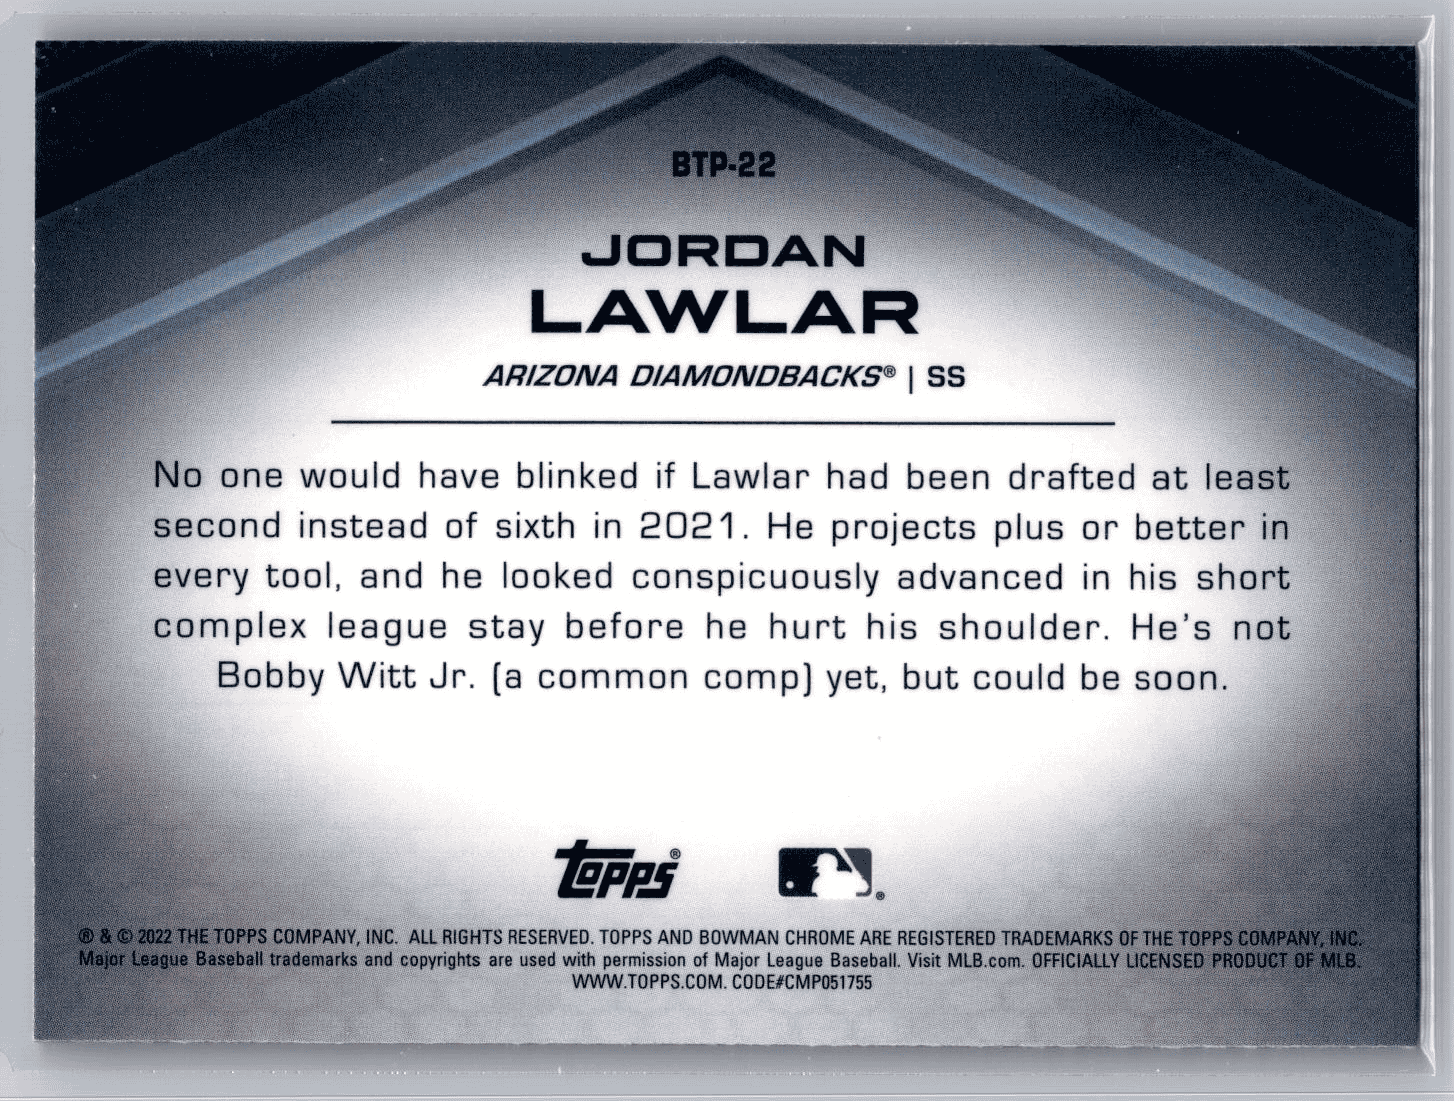 BTP-22
JORDAN
LAWLAR
ARIZONA DIAMONDBACKS® | SS
No one would have blinked if Lawlar had been drafted at least
second instead of sixth in 2021. He projects plus or better in
every tool, and he looked conspicuously advanced in his short
complex league stay before he hurt his shoulder. He's not
Bobby Witt Jr. (a common comp) yet, but could be soon.
Topps®
®
® & © 2022 THE TOPPS COMPANY, INC. ALL RIGHTS RESERVED. TOPPS AND BOWMAN CHROME ARE REGISTERED TRADEMARKS OF THE TOPPS COMPANY, INC.
Major League Baseball trademarks and copyrights are used with permission of Major League Baseball. Visit MLB.com. OFFICIALLY LICENSED PRODUCT OF MLB.
WWW.TOPPS.COM. CODE#CMP051755